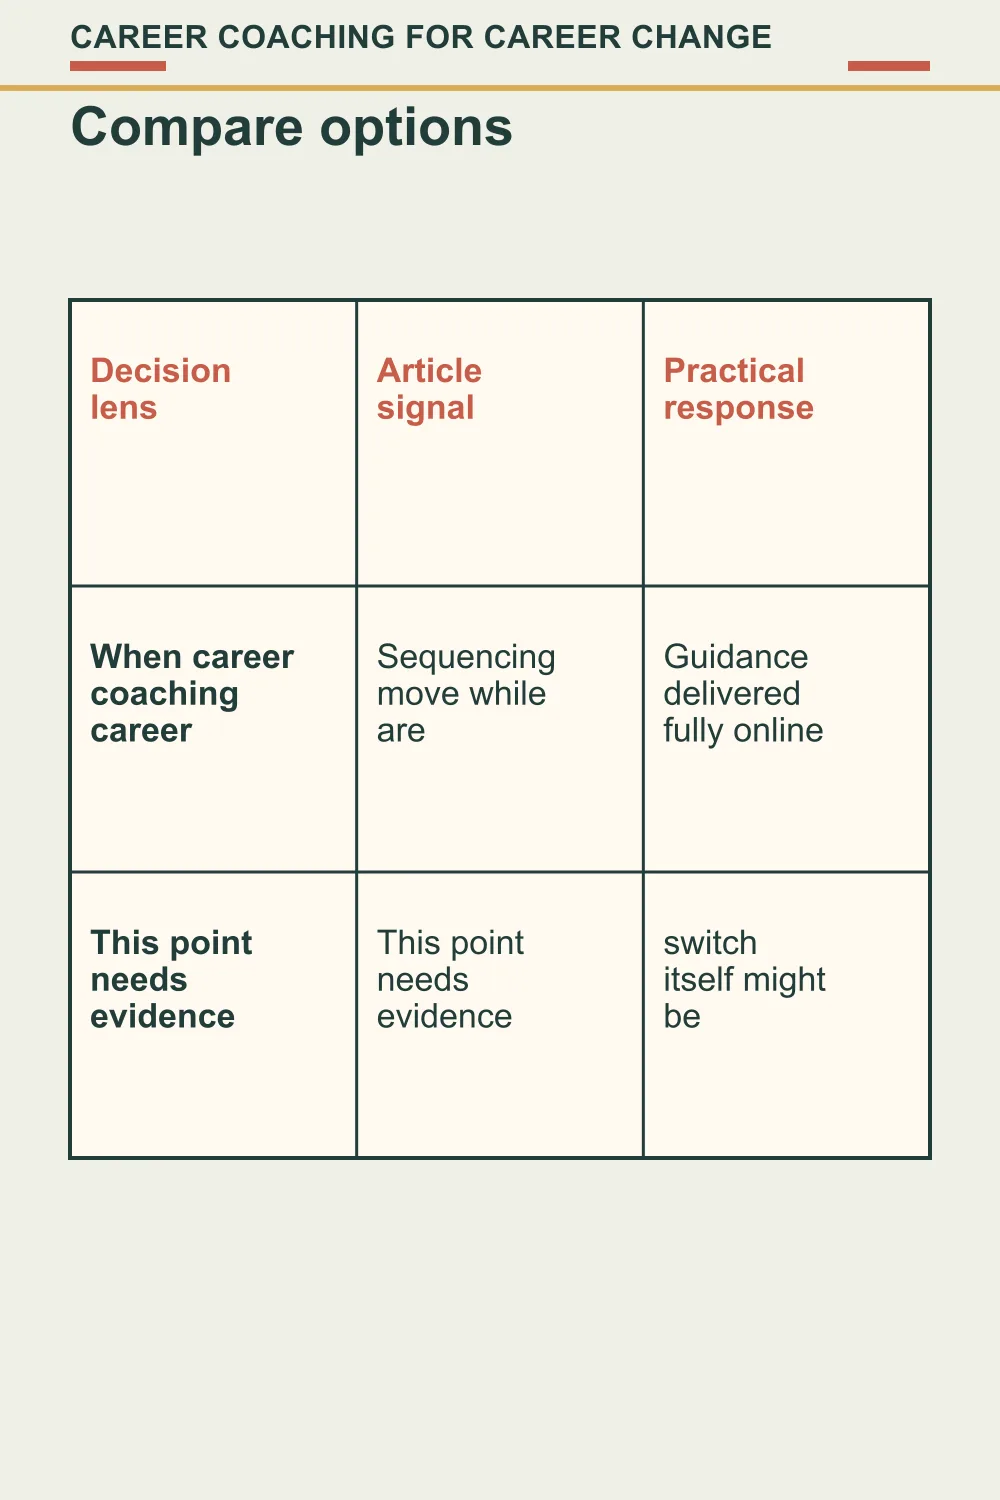 CAREER COACHING FOR CAREER CHANGE
Compare options
Decision
lens
Article
signal
Practical
response
When career
coaching
career
Sequencing
move while
are
Guidance
delivered
fully online
This point
needs
evidence
This point
needs
evidence
switch
itself might
be